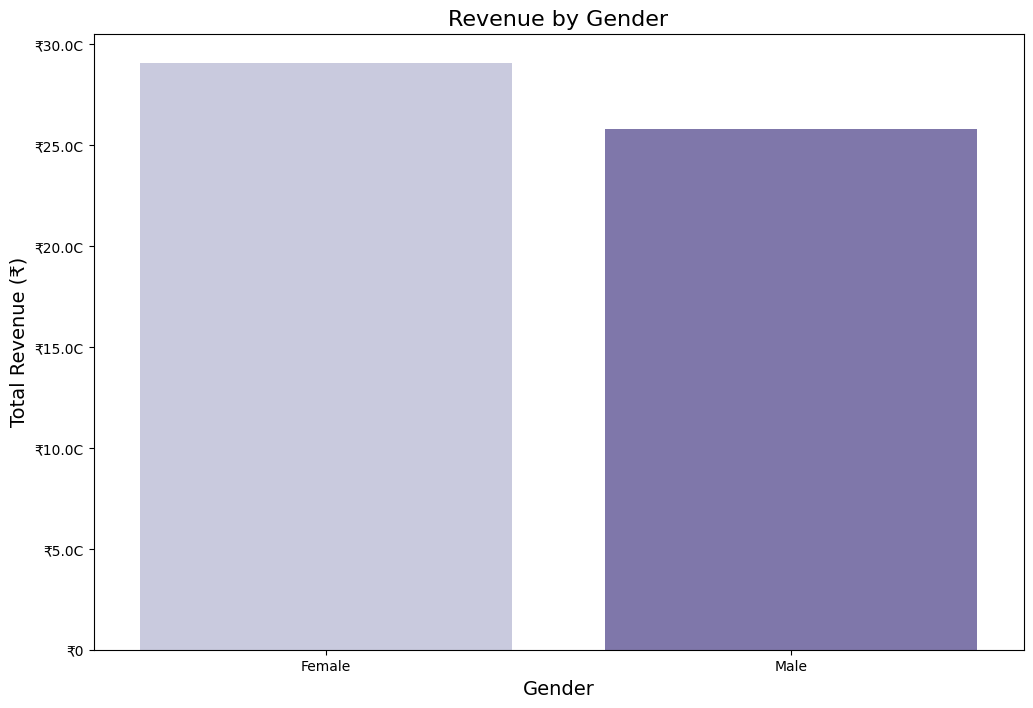 Revenue by Gender
Total Revenue (₹)
₹30.0C
₹25.0C
₹20.0C
₹15.0C
₹10.0C
₹5.0C
₹0
Female
Male
Gender